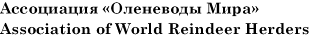 Ассоциация «Оленеводы Мира»
Association of World Reindeer Herders